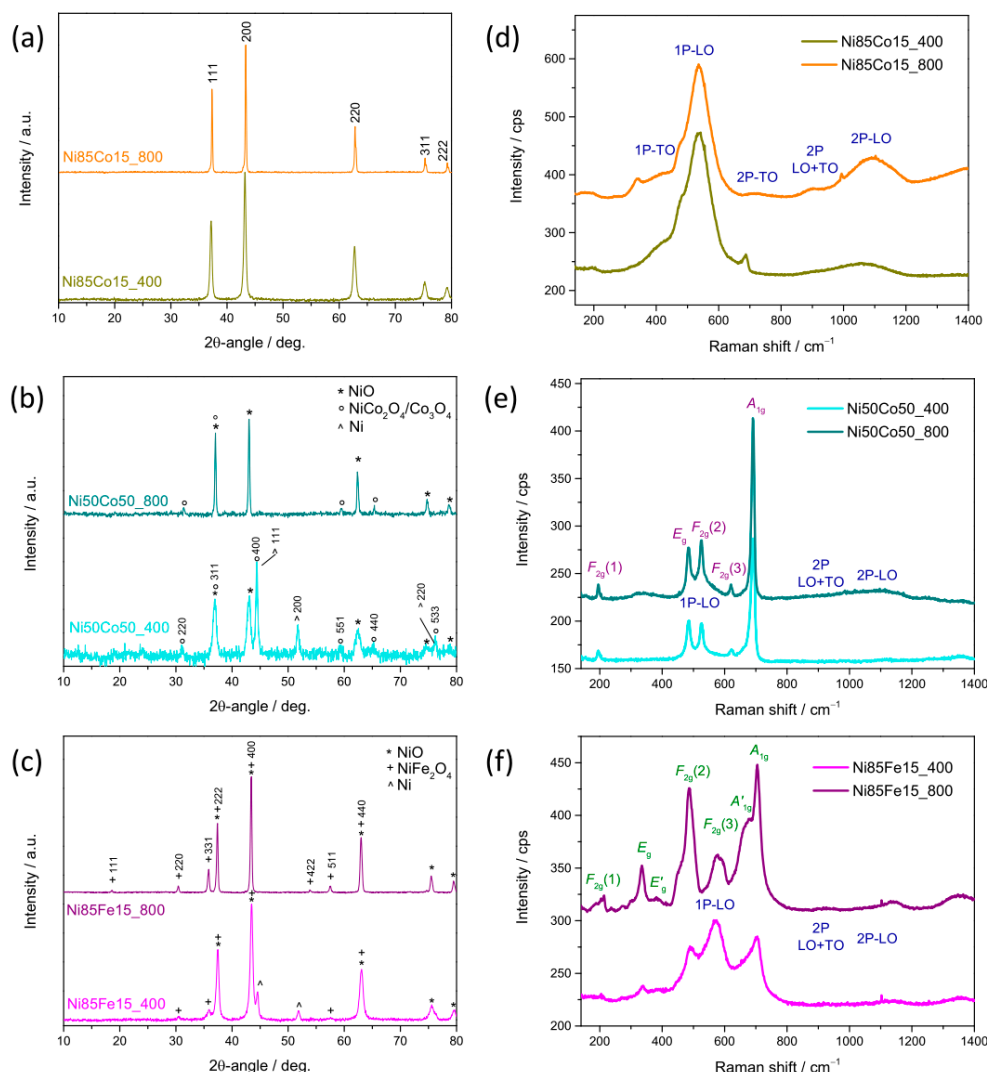 (a)
Intensity / a.u.
111
200
220
311
222
Ni85Co15_800
Ni85Co15_400
10 20 30 40 50 60 70 80
2θ-angle / deg.
(d)
Intensity / cps
600
500
400
300
200
Ni85Co15_400
Ni85Co15_800
1P-LO
1P-TO
2P-TO
2P
LO+TO
2P-LO
200 400 600 800 1000 1200 1400
Raman shift / cm⁻¹
(b)
Intensity / a.u.
* NiO
° NiCo₂O₄/Co₃O₄
^ Ni
Ni50Co50_800
Ni50Co50_400
° 220
*° 311
° 400
^ 111
^ 200
° 551
° 440
^ 220
° 533
10 20 30 40 50 60 70 80
2θ-angle / deg.
(e)
Intensity / cps
450
400
350
300
250
200
150
Ni50Co50_400
Ni50Co50_800
A1g
F2g(1)
Eg
F2g(2)
F2g(3)
1P-LO
2P
LO+TO
2P-LO
200 400 600 800 1000 1200 1400
Raman shift / cm⁻¹
(c)
Intensity / a.u.
* NiO
+ NiFe₂O₄
^ Ni
+ 111
+ 220
+ 331
* + 222
* + 400
+ 422
+ 511
* + 440
Ni85Fe15_800
Ni85Fe15_400
10 20 30 40 50 60 70 80
2θ-angle / deg.
(f)
Intensity / cps
450
400
350
300
250
200
Ni85Fe15_400
Ni85Fe15_800
F2g(1)
Eg
E'g
F2g(2)
F2g(3)
A'1g
A1g
1P-LO
2P
LO+TO
2P-LO
200 400 600 800 1000 1200 1400
Raman shift / cm⁻¹